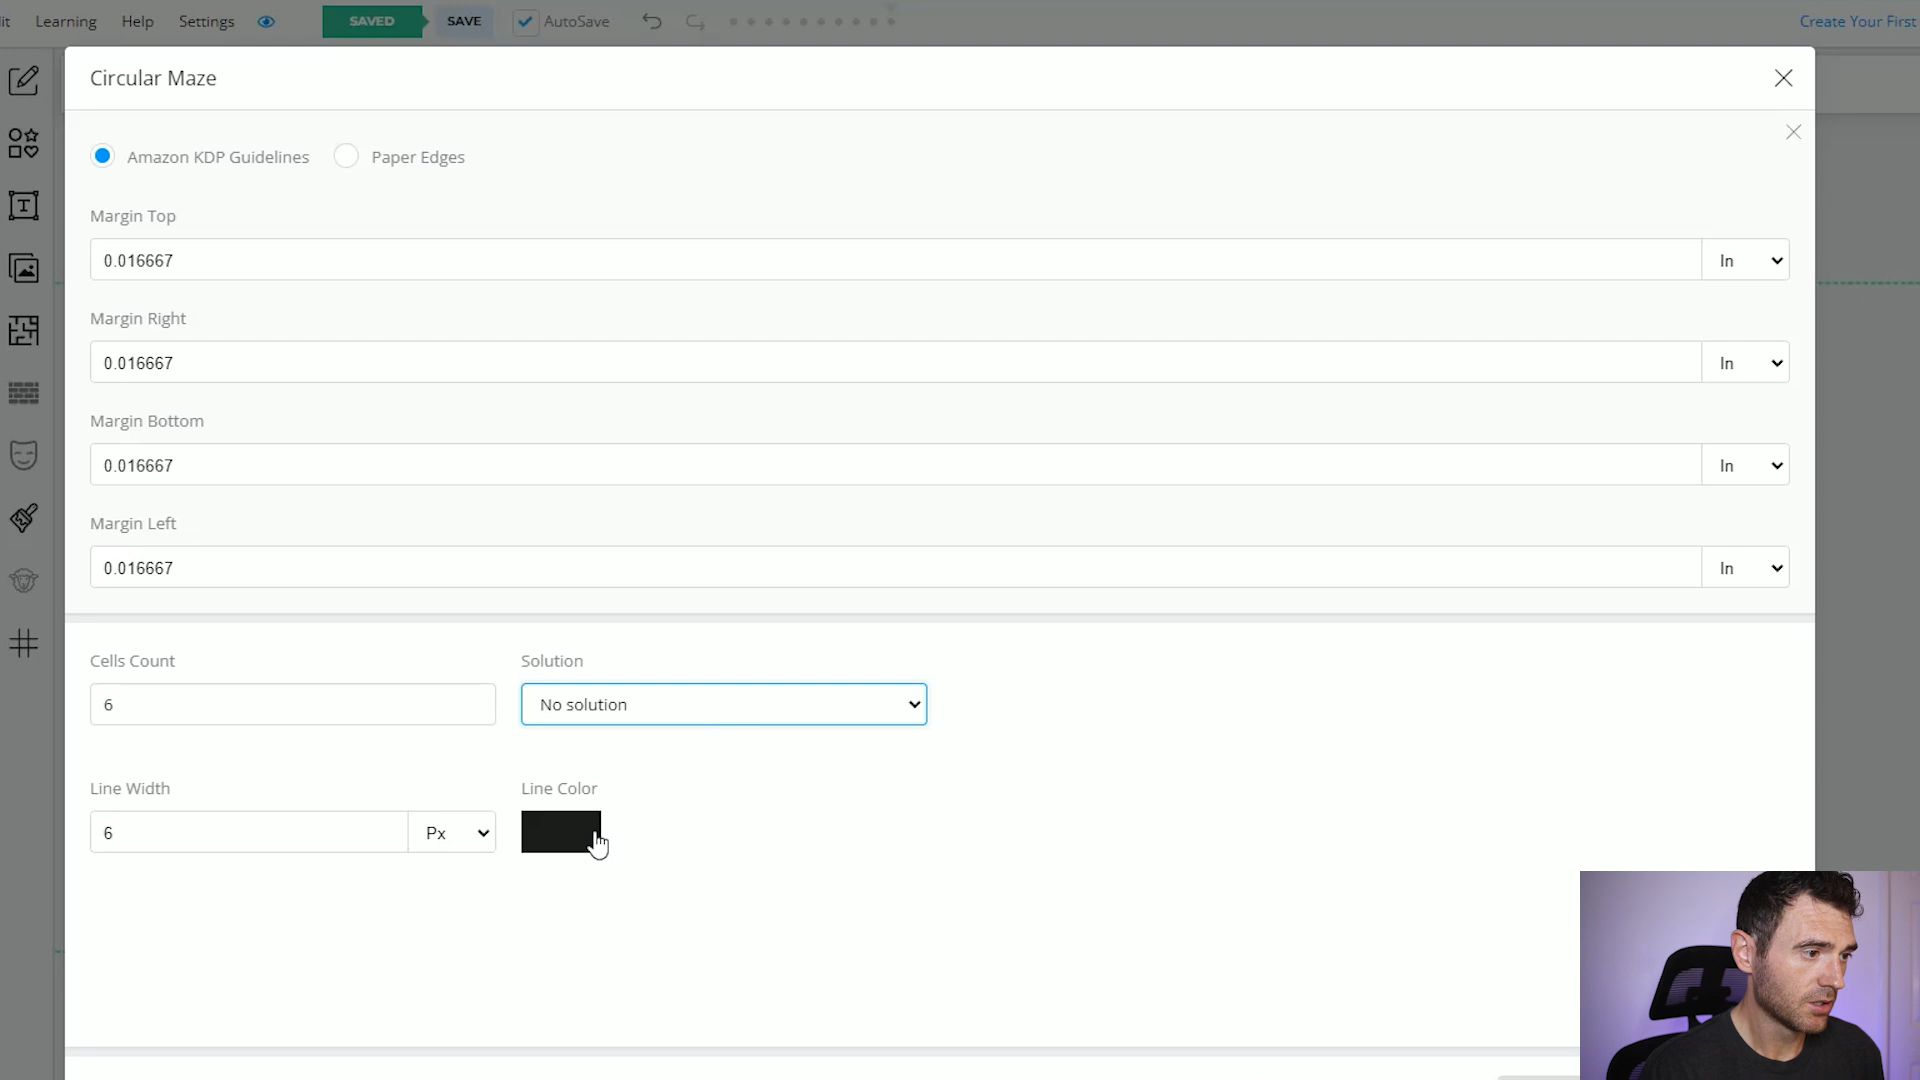 it Learning Help Settings SAVED SAVE AutoSave Create Your First
Circular Maze
Amazon KDP Guidelines Paper Edges
Margin Top
0.016667 In
Margin Right
0.016667 In
Margin Bottom
0.016667 In
Margin Left
0.016667 In
Cells Count Solution
6 No solution
Line Width Line Color
6 Px